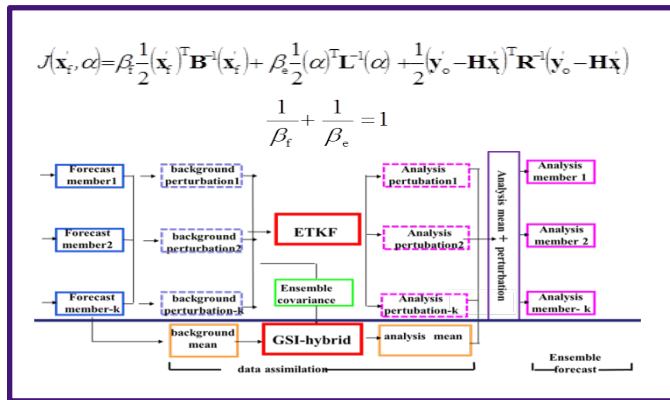 J(x'_f, α)=β_f 1/2 (x'_f)^T B^-1 (x'_f) + β_e 1/2 (α)^T L^-1 (α) + 1/2 (y'_o − Hx'_t)^T R^-1 (y'_o − Hx'_t)
1/β_f + 1/β_e = 1
Forecast
member1
background
perturbation1
Analysis
pertubation1
Analysis
member 1
Forecast
member2
background
perturbation2
ETKF
Analysis
pertubation2
Analysis mean + perturbation
Analysis
member 2
Ensemble
covariance
Forecast
member-k
background
perturbation-k
Analysis
pertubation-k
Analysis
member- k
background
mean
GSI-hybrid
analysis mean
data assimilation
Ensemble
forecast